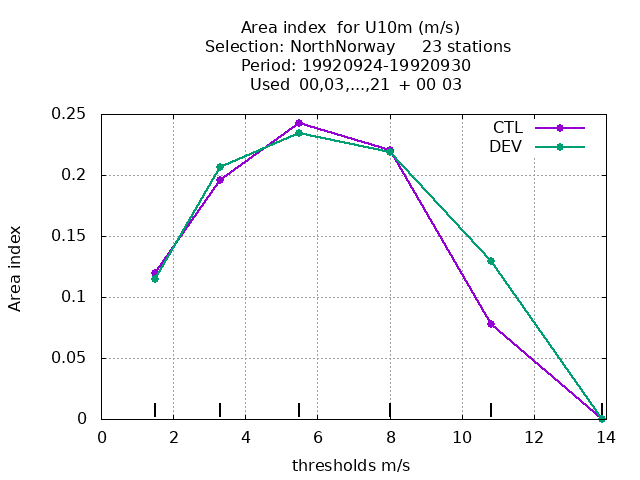 Area index  for U10m (m/s)
Selection: NorthNorway     23 stations
Period: 19920924-19920930
Used  00,03,...,21  + 00 03
CTL
DEV
0.25
0.2
0.15
0.1
0.05
0
Area index
0 2 4 6 8 10 12 14
thresholds m/s